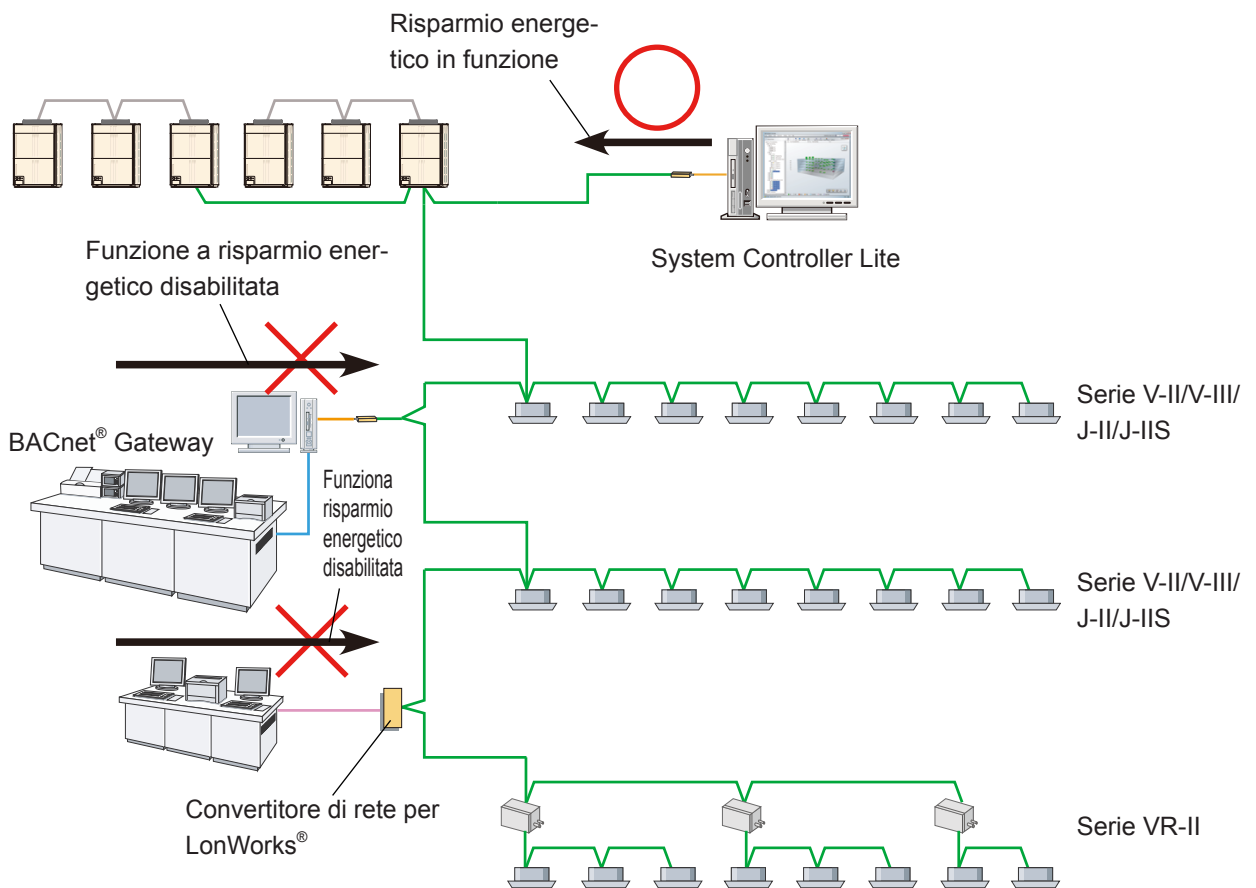 Risparmio energe-
tico in funzione
System Controller Lite
Funzione a risparmio ener-
getico disabilitata
BACnet® Gateway
Serie V-II/V-III/
J-II/J-IIS
Funziona
risparmio
energetico
disabilitata
Serie V-II/V-III/
J-II/J-IIS
Convertitore di rete per
LonWorks®
Serie VR-II